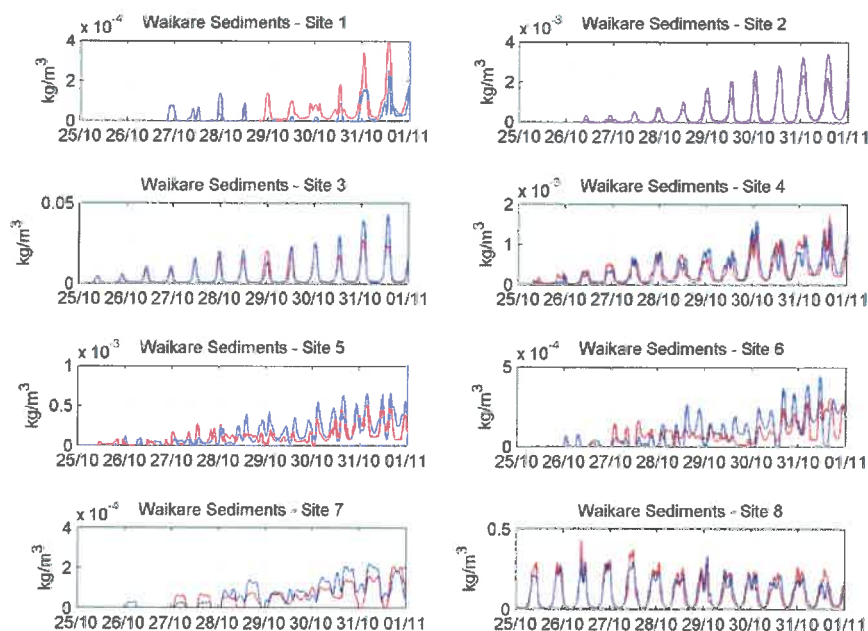 Waikare Sediments - Site 1
x 10⁻⁴
kg/m³
4
2
0
25/10 26/10 27/10 28/10 29/10 30/10 31/10 01/11
Waikare Sediments - Site 2
x 10⁻³
kg/m³
4
2
0
25/10 26/10 27/10 28/10 29/10 30/10 31/10 01/11
Waikare Sediments - Site 3
kg/m³
0.05
0
25/10 26/10 27/10 28/10 29/10 30/10 31/10 01/11
Waikare Sediments - Site 4
x 10⁻³
kg/m³
2
1
0
25/10 26/10 27/10 28/10 29/10 30/10 31/10 01/11
Waikare Sediments - Site 5
x 10⁻³
kg/m³
1
0.5
0
25/10 26/10 27/10 28/10 29/10 30/10 31/10 01/11
Waikare Sediments - Site 6
x 10⁻⁴
kg/m³
5
0
25/10 26/10 27/10 28/10 29/10 30/10 31/10 01/11
Waikare Sediments - Site 7
kg/m³
4
2
0
25/10 26/10 27/10 28/10 29/10 30/10 31/10 01/11
Waikare Sediments - Site 8
kg/m³
0.5
0
25/10 26/10 27/10 28/10 29/10 30/10 31/10 01/11